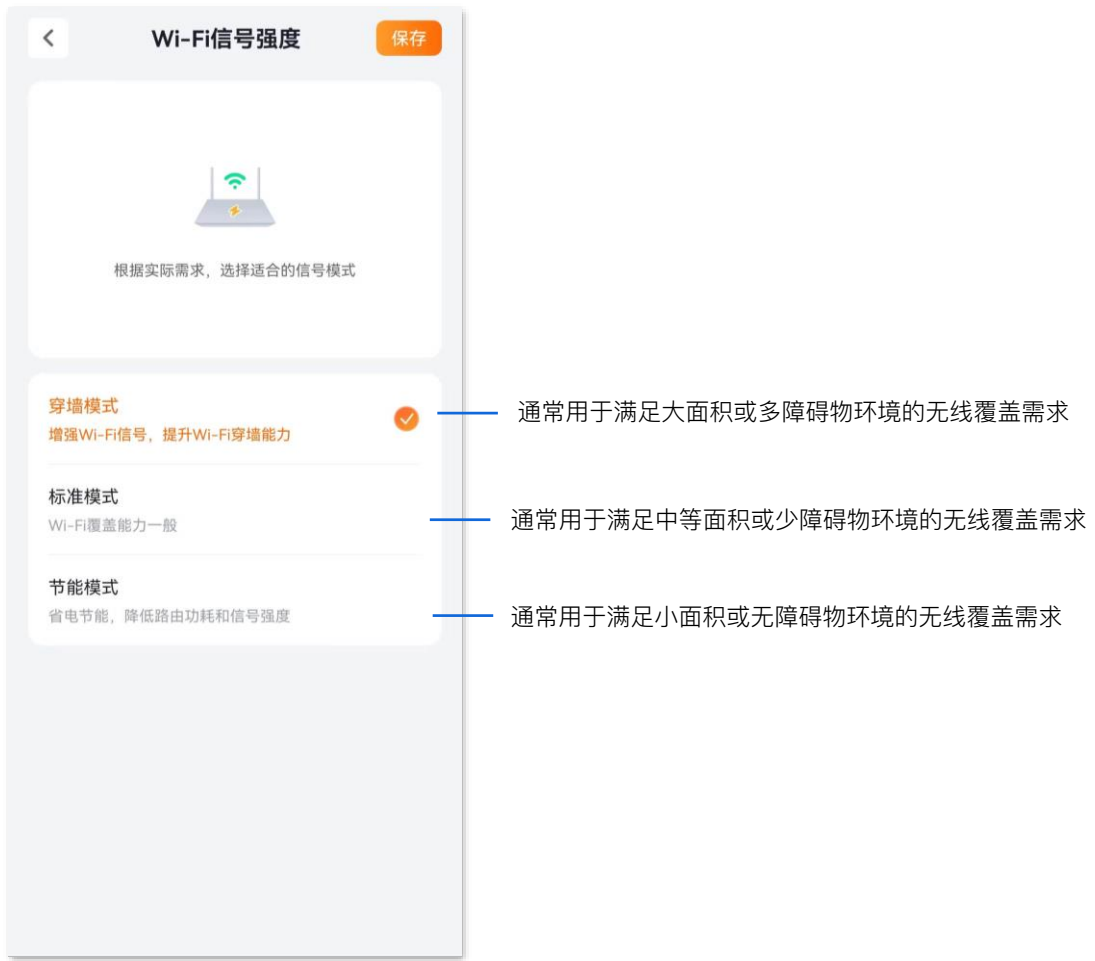 Wi-Fi信号强度
保存
根据实际需求，选择适合的信号模式
穿墙模式
增强Wi-Fi信号，提升Wi-Fi穿墙能力
通常用于满足大面积或多障碍物环境的无线覆盖需求
标准模式
Wi-Fi覆盖能力一般
通常用于满足中等面积或少障碍物环境的无线覆盖需求
节能模式
省电节能，降低路由功耗和信号强度
通常用于满足小面积或无障碍物环境的无线覆盖需求